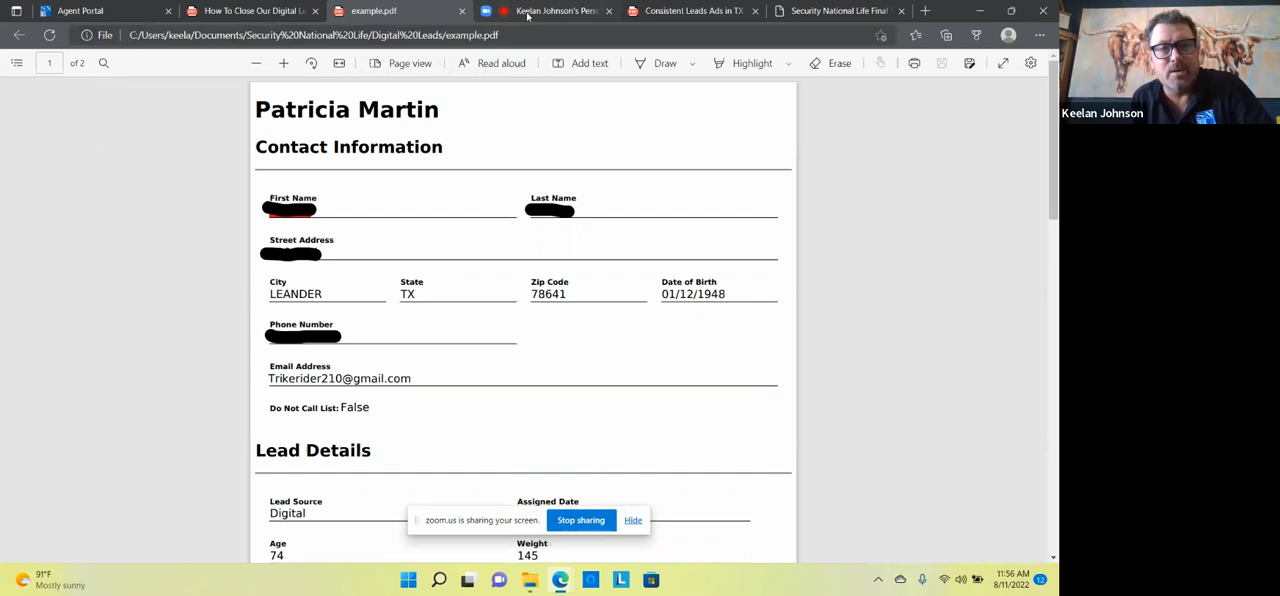 Agent Portal
How To Close Our Digital L
example.pdf
Keelan Johnson's Pers
Consistent Leads Ads in TX
Security National Life Final
File
C:/Users/keela/Documents/Security%20National%20Life/Digital%20Leads/example.pdf
1 of 2
Page view
Read aloud
Add text
Draw
Highlight
Erase
Keelan Johnson
Patricia Martin
Contact Information
First Name
Last Name
Street Address
City State Zip Code Date of Birth
LEANDER TX 78641 01/12/1948
Phone Number
Email Address
Trikerider210@gmail.com
Do Not Call List: False
Lead Details
Lead Source Assigned Date
Digital
zoom.us is sharing your screen. Stop sharing Hide
Age Weight
74 145
91°F
Mostly sunny
11:56 AM
8/11/2022
12